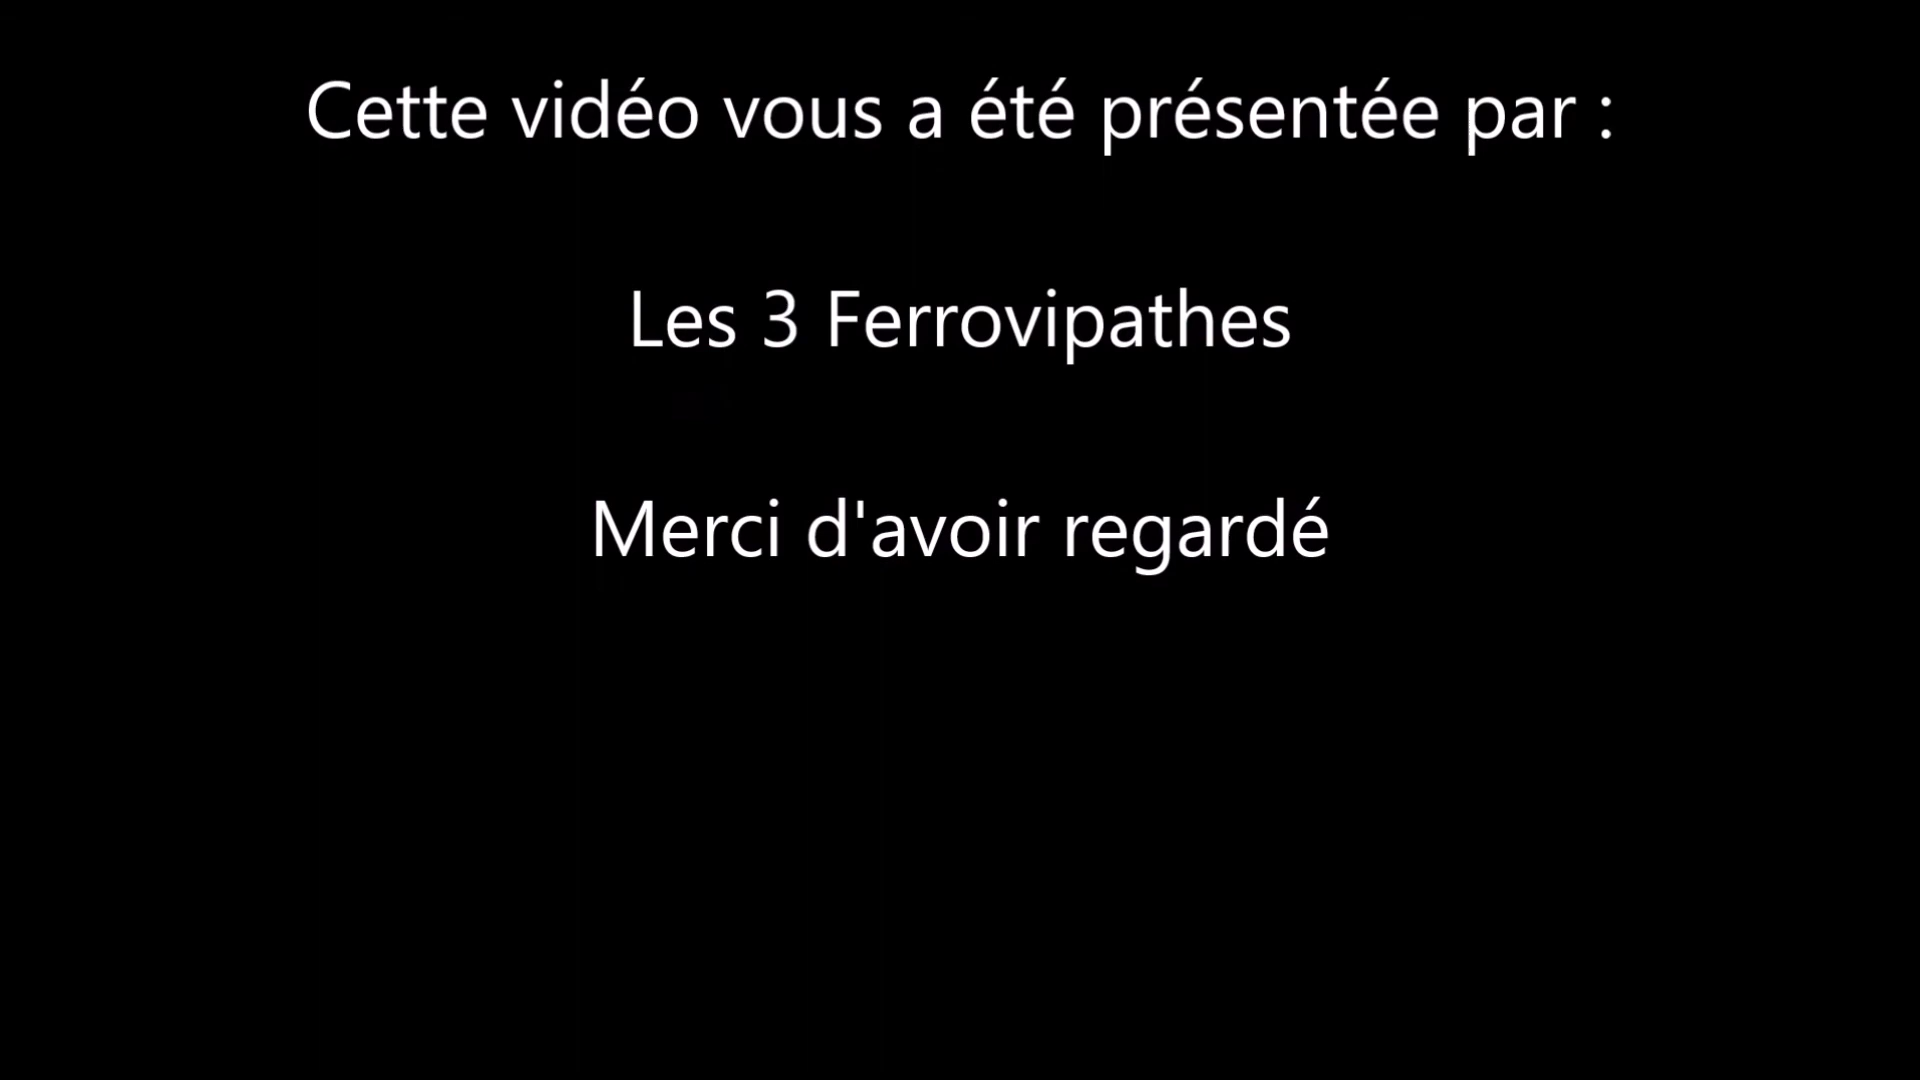 Cette vidéo vous a été présentée par :
Les 3 Ferrovipathes
Merci d'avoir regardé